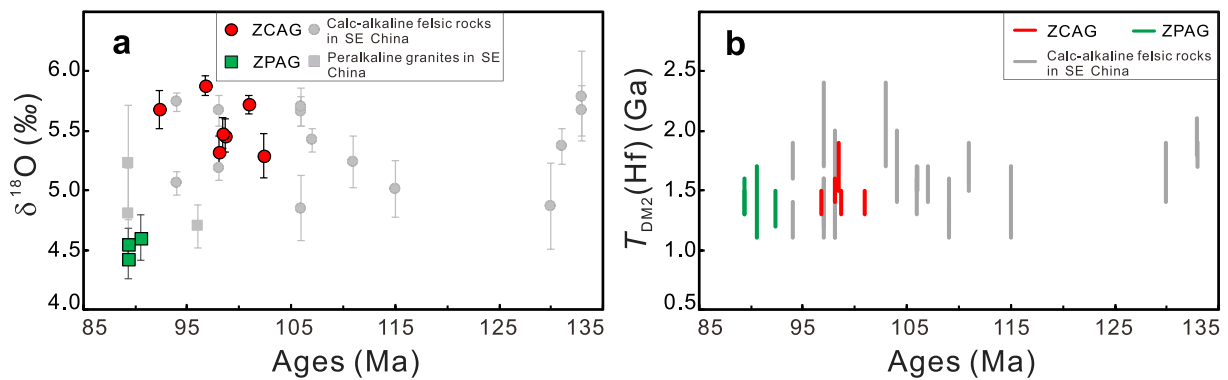 a
ZCAG
Calc-alkaline felsic rocks
in SE China
ZPAG
Peralkaline granites in SE
China
6.0
5.5
5.0
4.5
4.0
δ 18O (‰)
85
95
105
115
125
135
Ages (Ma)
b
ZCAG
ZPAG
Calc-alkaline felsic rocks
in SE China
2.5
2.0
1.5
1.0
0.5
TDM2(Hf) (Ga)
85
95
105
115
125
135
Ages (Ma)